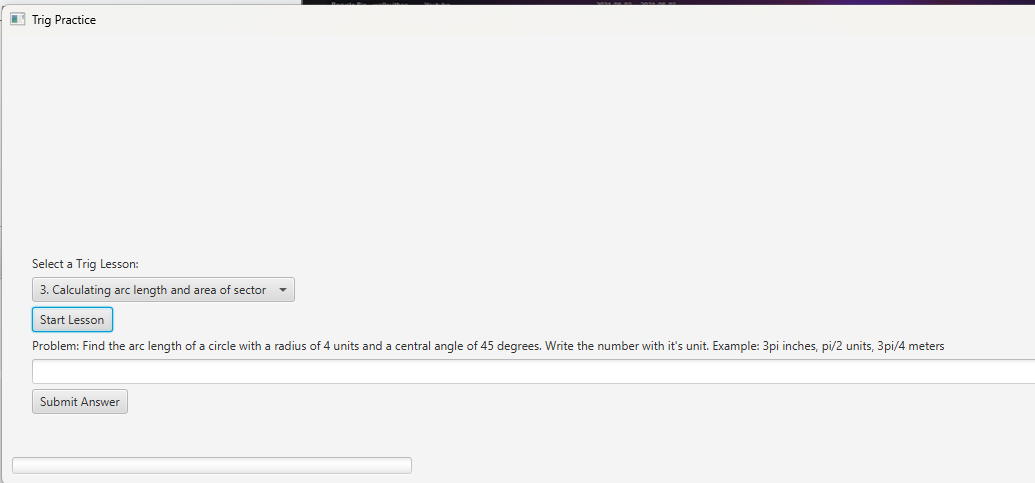 Trig Practice
Select a Trig Lesson:
3. Calculating arc length and area of sector
Start Lesson
Problem: Find the arc length of a circle with a radius of 4 units and a central angle of 45 degrees. Write the number with it's unit. Example: 3pi inches, pi/2 units, 3pi/4 meters
Submit Answer